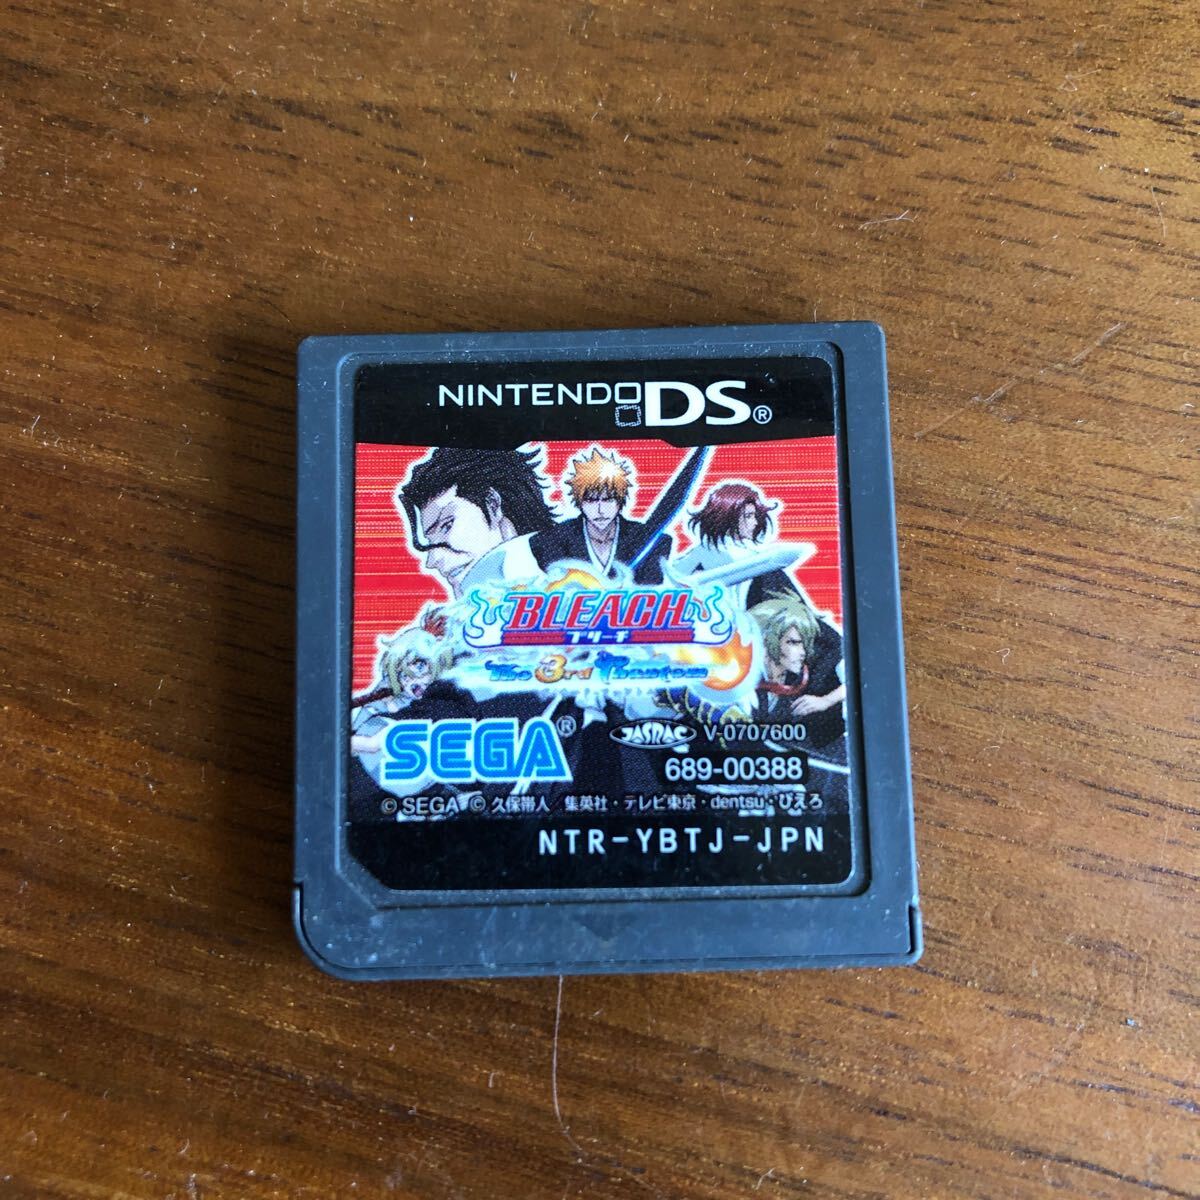 NINTENDO DS®
BLEACH
ブリーチ
The 3rd Phantom
SEGA®
JASRAC V-0707600
689-00388
© SEGA © 久保帯人 集英社・テレビ東京・dentsu・ぴえろ
NTR-YBTJ-JPN